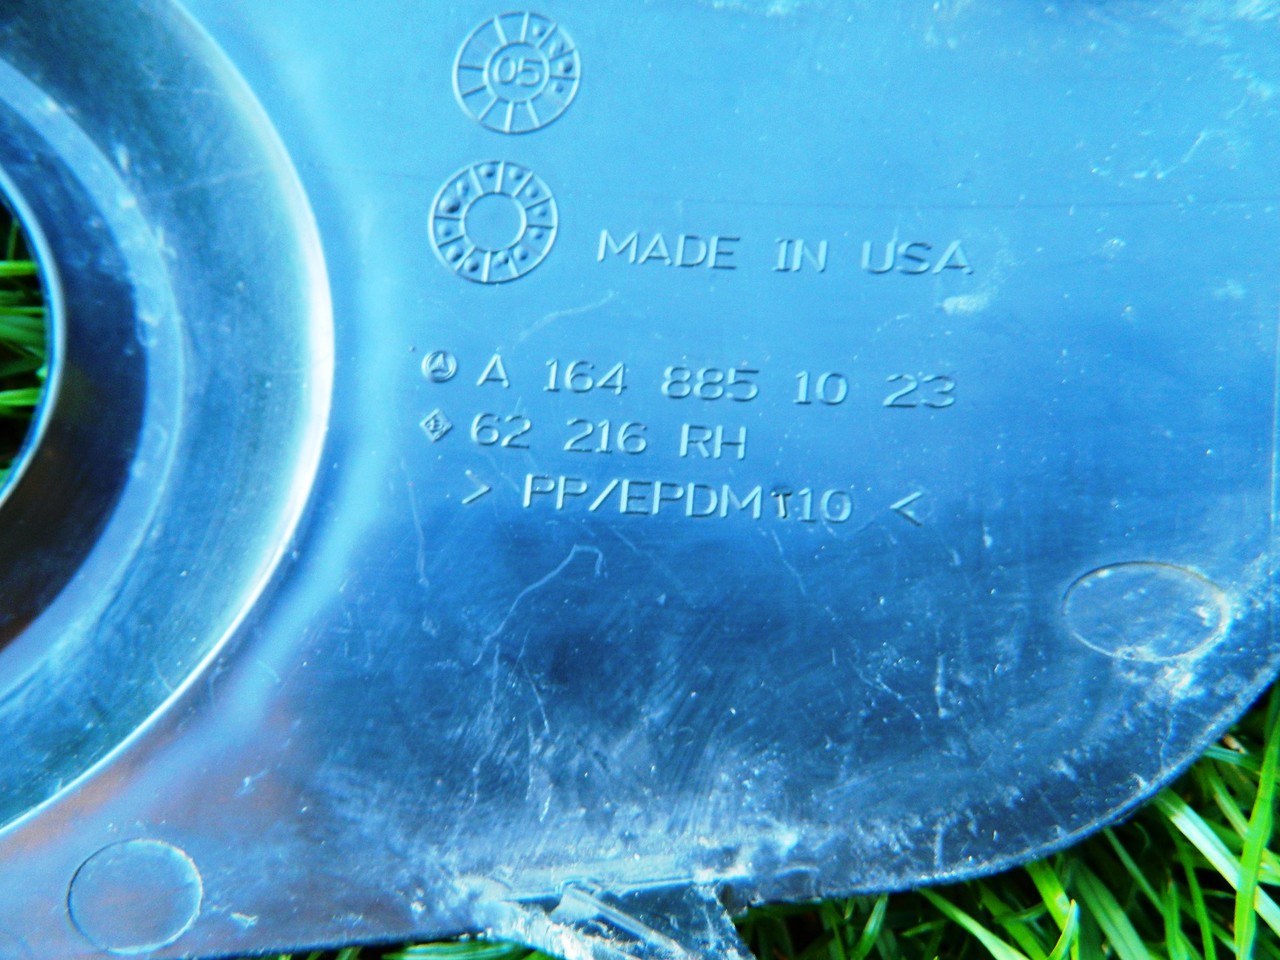 05
MADE IN USA
A 164 885 10 23
62 216 RH
> PP/EPDM T10 <